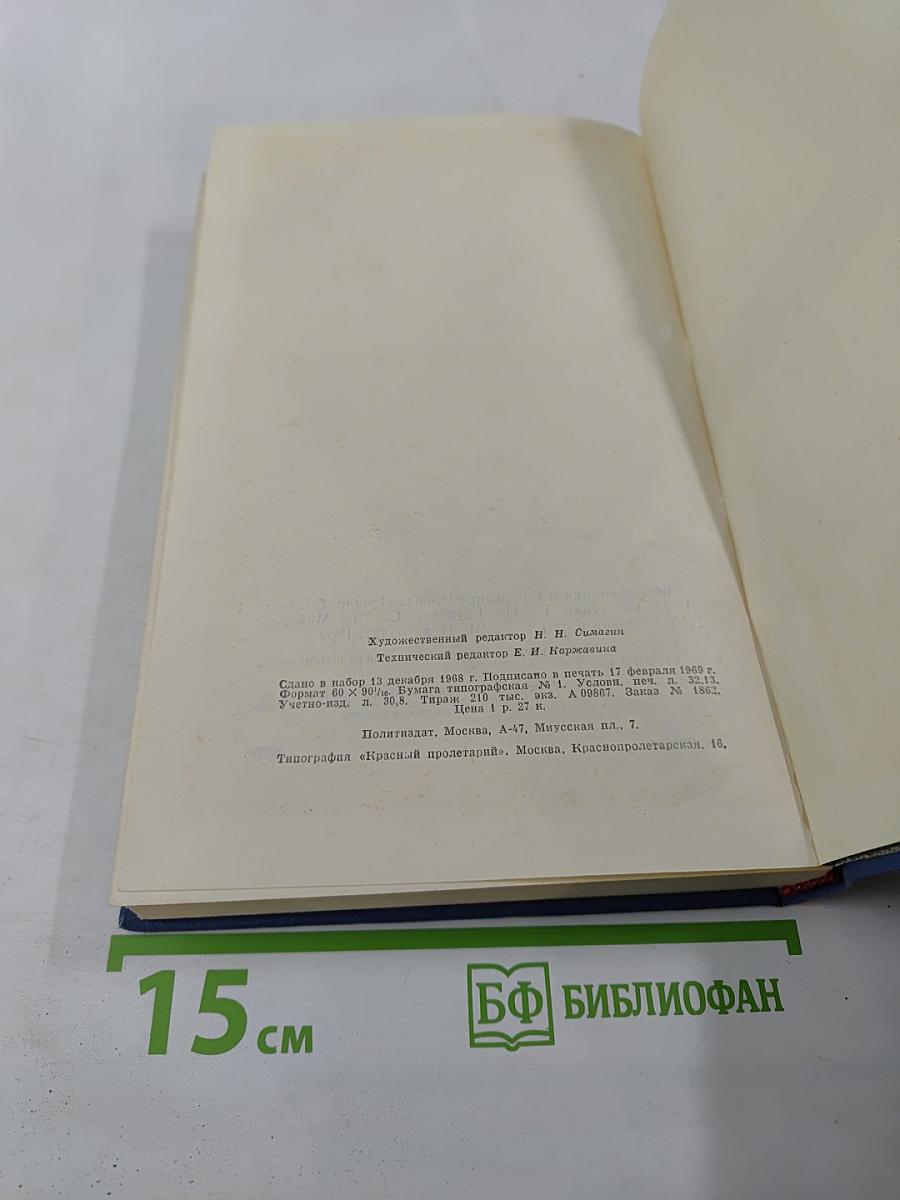 Художественный редактор Н. Н. Симагин
Технический редактор Е. И. Каржавина
Сдано в набор 13 декабря 1968 г. Подписано в печать 17 февраля 1969 г.
Формат 60 × 90¹/₁₆. Бумага типографская № 1. Условн. печ. л. 32,13.
Учетно-изд. л. 30,8. Тираж 210 тыс. экз. А 09867. Заказ № 1862.
Цена 1 р. 27 к.
Политиздат, Москва, А-47, Миусская пл., 7.
Типография «Красный пролетарий», Москва, Краснопролетарская, 16.
15 см
БФ БИБЛИОФАН